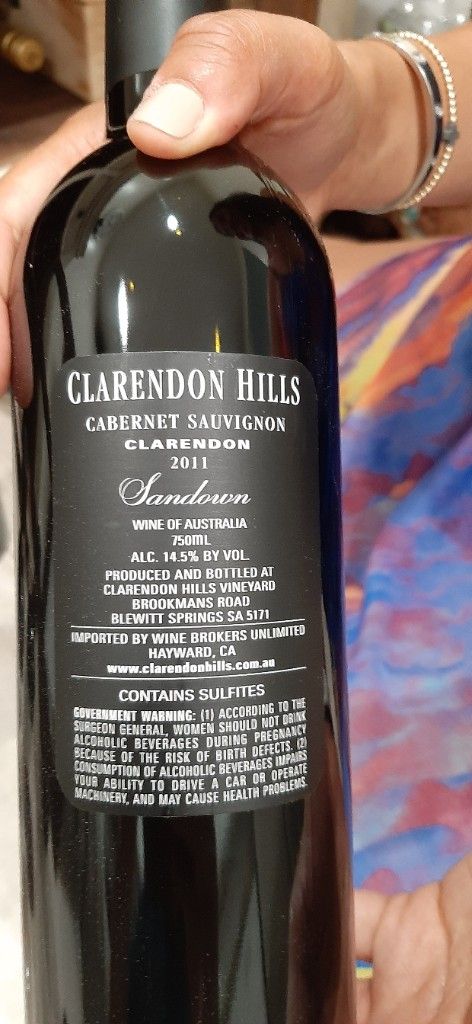 CLARENDON HILLS
CABERNET SAUVIGNON
CLARENDON
2011
Sandown
WINE OF AUSTRALIA
750ML
ALC. 14.5% BY VOL.
PRODUCED AND BOTTLED AT
CLARENDON HILLS VINEYARD
BROOKMANS ROAD
BLEWITT SPRINGS SA 5171
IMPORTED BY WINE BROKERS UNLIMITED
HAYWARD, CA
www.clarendonhills.com.au
CONTAINS SULFITES
GOVERNMENT WARNING: (1) ACCORDING TO THE
SURGEON GENERAL, WOMEN SHOULD NOT DRINK
ALCOHOLIC BEVERAGES DURING PREGNANCY
BECAUSE OF THE RISK OF BIRTH DEFECTS. (2)
CONSUMPTION OF ALCOHOLIC BEVERAGES IMPAIRS
YOUR ABILITY TO DRIVE A CAR OR OPERATE
MACHINERY, AND MAY CAUSE HEALTH PROBLEMS.